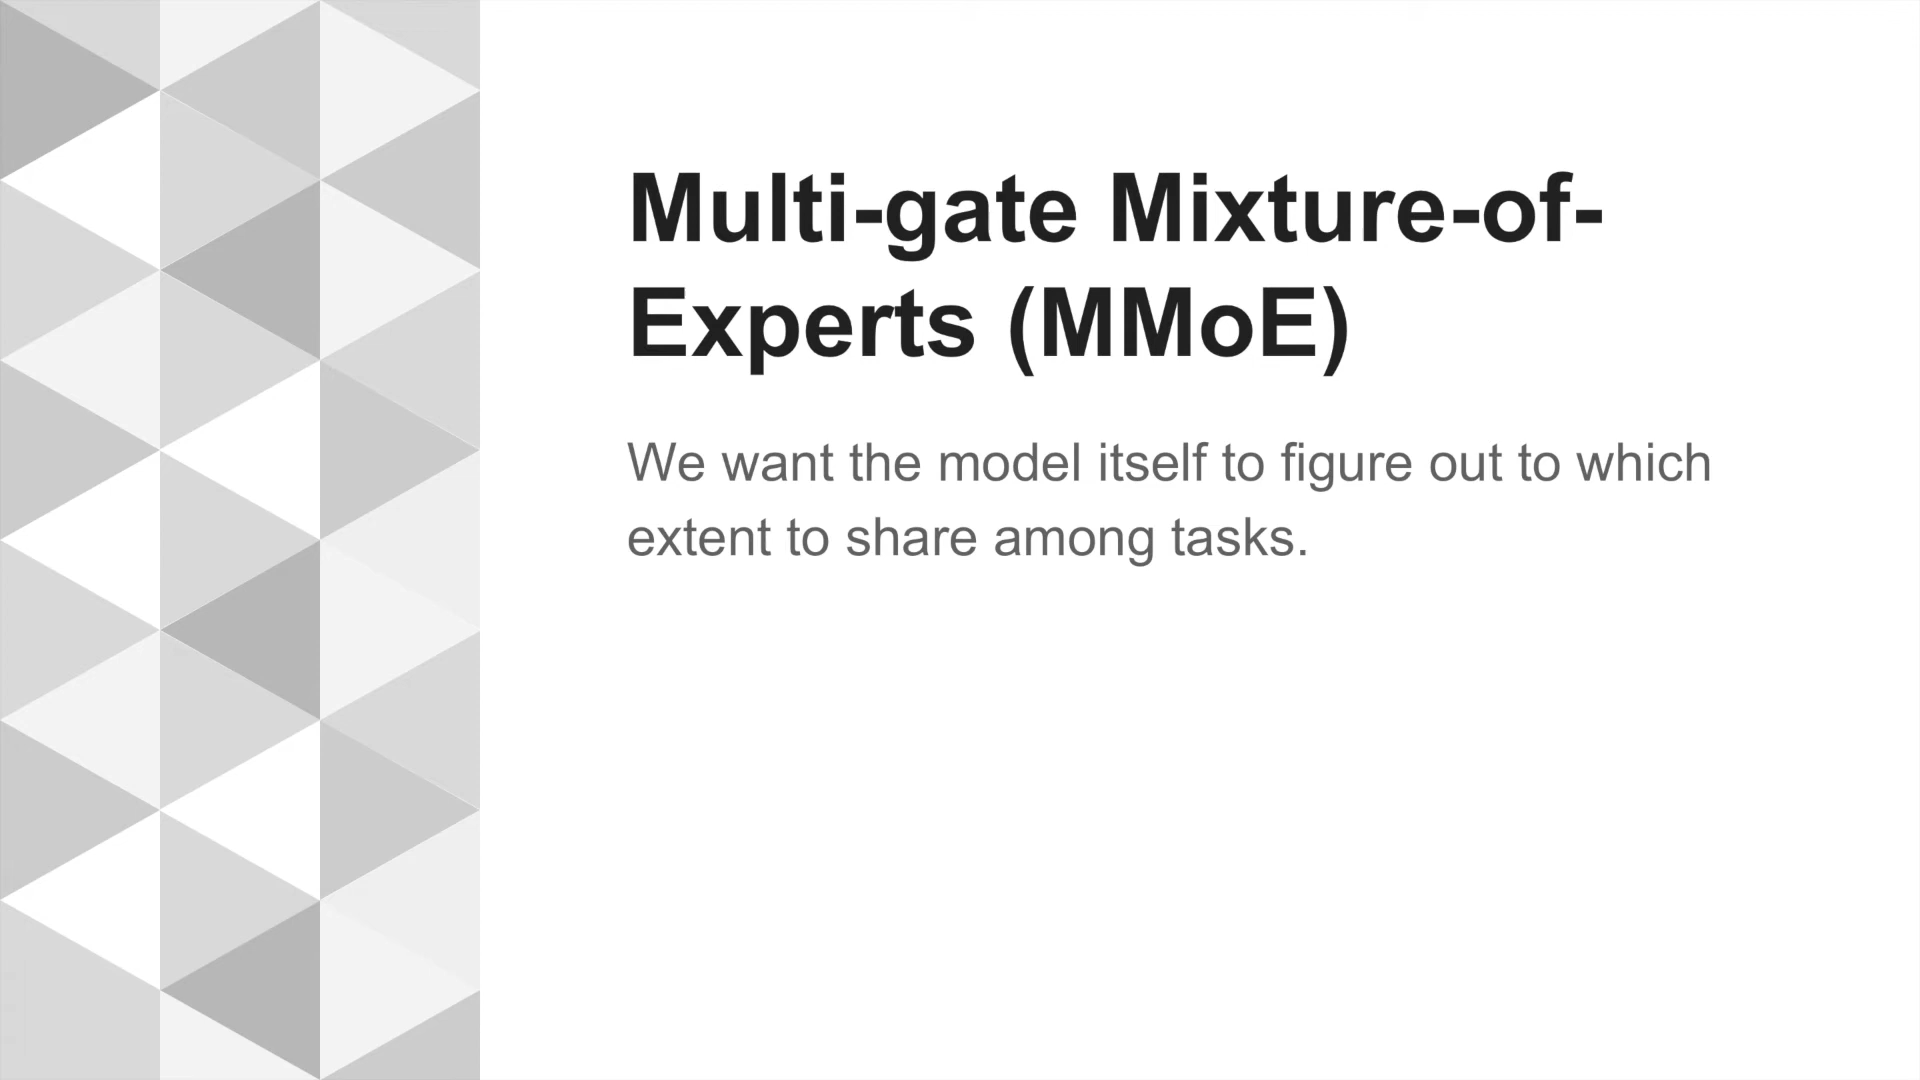 Multi-gate Mixture-of-
Experts (MMoE)
We want the model itself to figure out to which
extent to share among tasks.